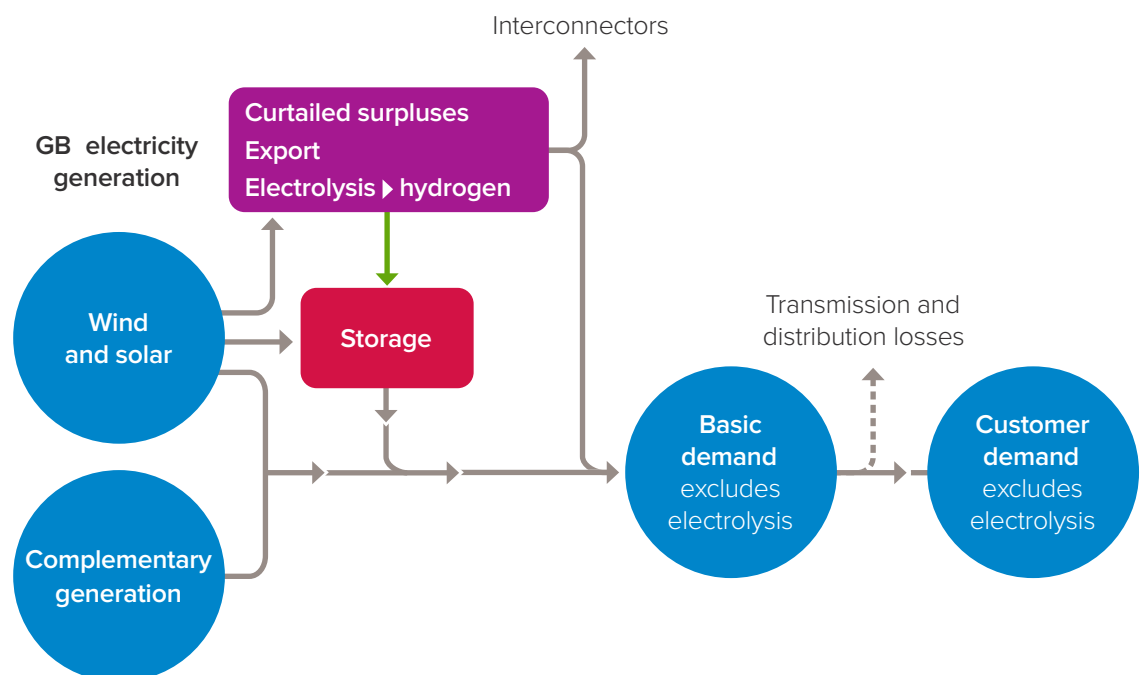 Interconnectors
Curtailed surpluses
Export
Electrolysis ▸ hydrogen
GB electricity
generation
Wind
and solar
Storage
Transmission and
distribution losses
Basic
demand
excludes
electrolysis
Customer
demand
excludes
electrolysis
Complementary
generation